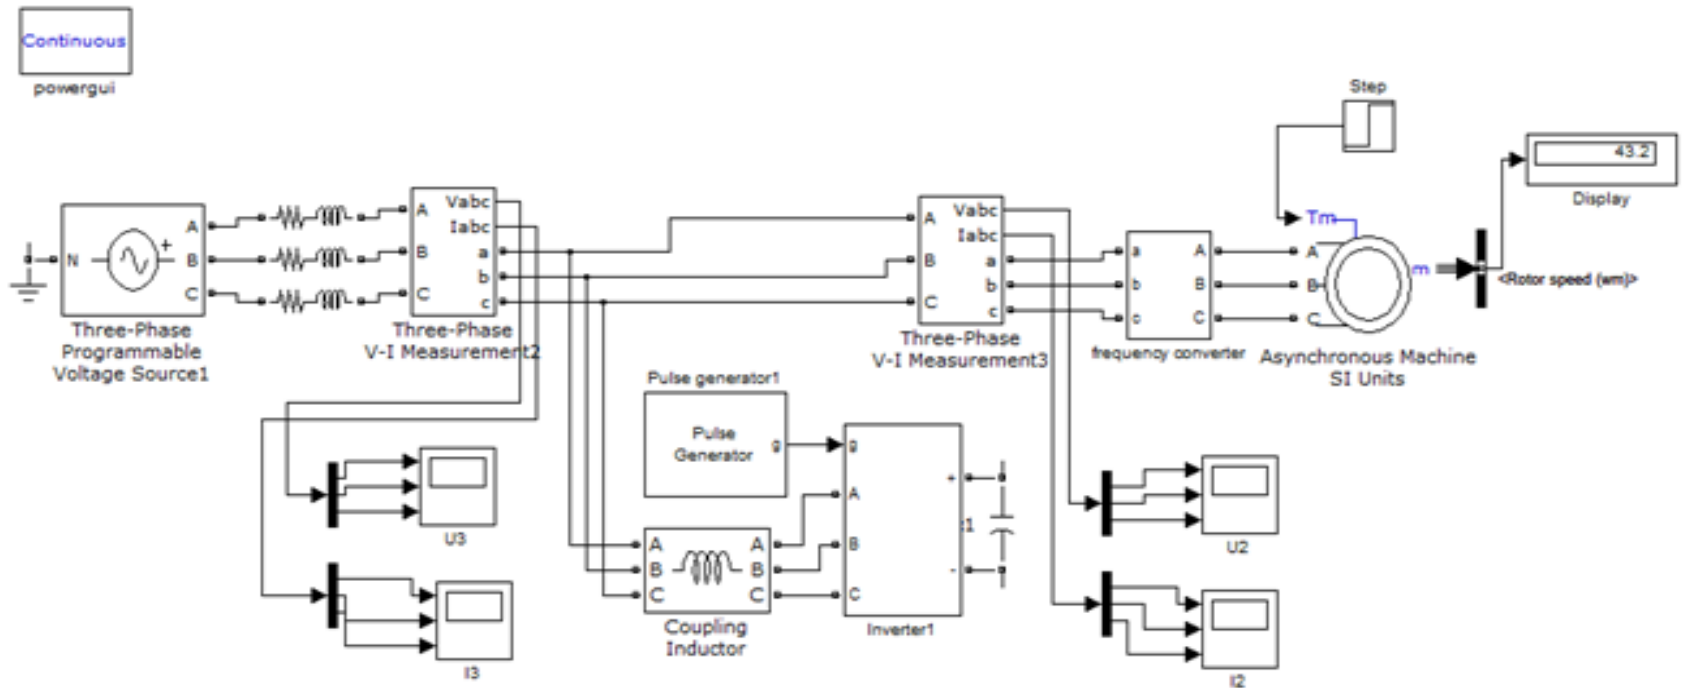 Continuous
powergui
Step
43.2
Display
Tm
A
B
C
m
<Rotor speed (wm)>
Asynchronous Machine
SI Units
N
+
A
B
C
Three-Phase
Programmable
Voltage Source1
A
B
C
Vabc
Iabc
a
b
c
Three-Phase
V-I Measurement2
A
B
C
Vabc
Iabc
a
b
c
Three-Phase
V-I Measurement3
a
b
c
A
B
C
frequency converter
Pulse generator1
Pulse
Generator
g
g
A
B
C
+
-
:1
Inverter1
A
B
C
A
B
C
Coupling
Inductor
U3
I3
U2
I2